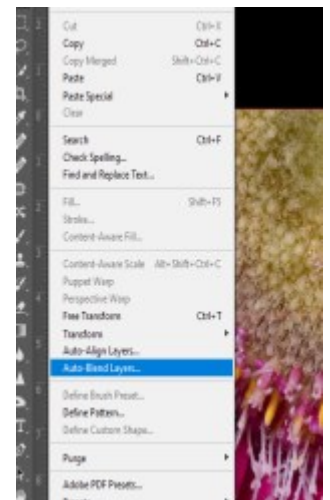 Cut Ctrl+X
Copy Ctrl+C
Copy Merged Shift+Ctrl+C
Paste Ctrl+V
Paste Special
Clear
Search Ctrl+F
Check Spelling...
Find and Replace Text...
Fill... Shift+F5
Stroke...
Content-Aware Fill...
Content-Aware Scale Alt+Shift+Ctrl+C
Puppet Warp
Perspective Warp
Free Transform Ctrl+T
Transform
Auto-Align Layers...
Auto-Blend Layers...
Define Brush Preset...
Define Pattern...
Define Custom Shape...
Purge
Adobe PDF Presets...